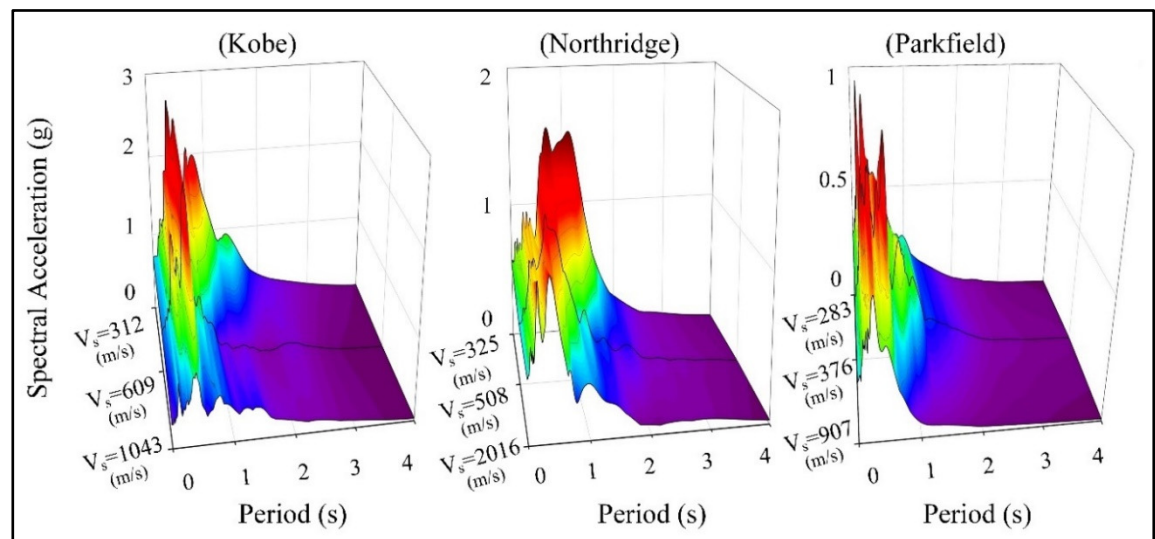 (Kobe)
(Northridge)
(Parkfield)
Spectral Acceleration (g)
3
2
1
0
Vs=312
(m/s)
Vs=609
(m/s)
Vs=1043
(m/s)
0 1 2 3 4
Period (s)
2
1
0
Vs=325
(m/s)
Vs=508
(m/s)
Vs=2016
(m/s)
0 1 2 3 4
Period (s)
1
0.5
0
Vs=283
(m/s)
Vs=376
(m/s)
Vs=907
(m/s)
0 1 2 3 4
Period (s)